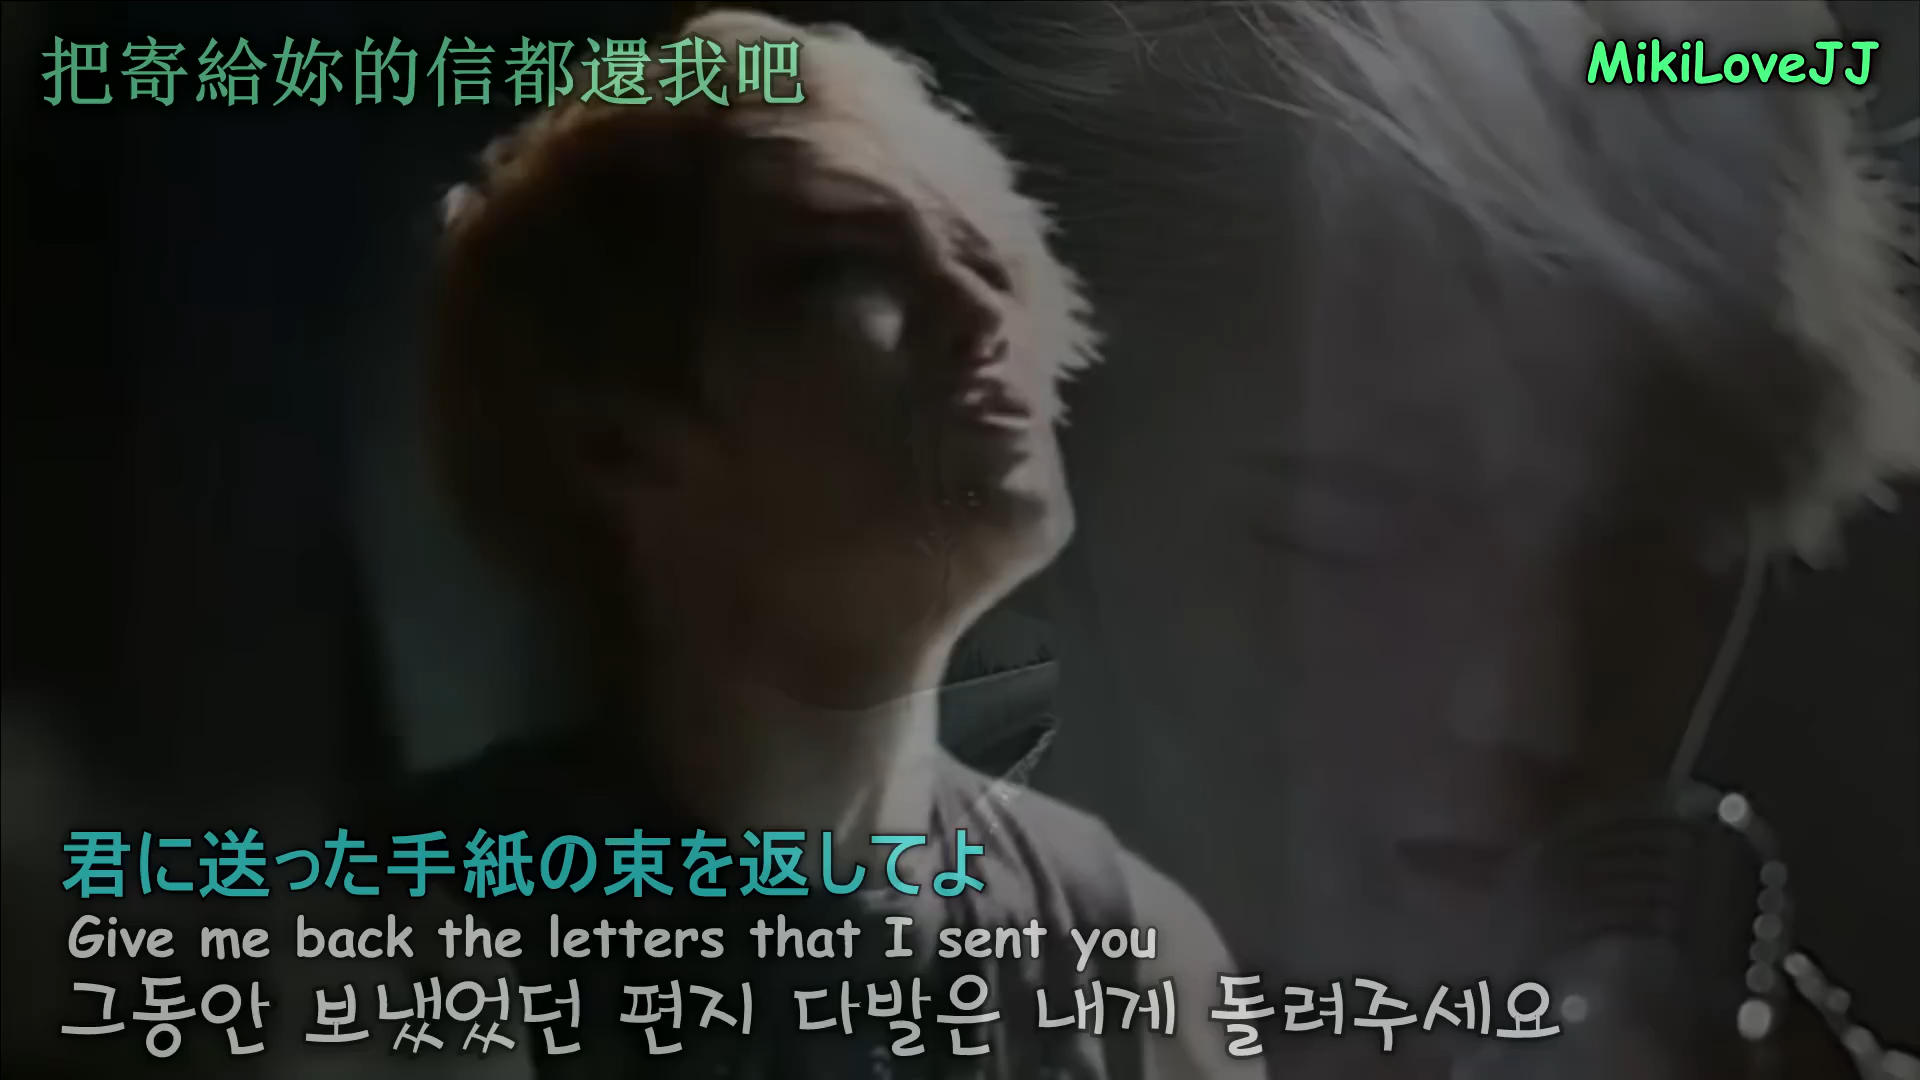 把寄給妳的信都還我吧
MikiLoveJJ
君に送った手紙の束を返してよ
Give me back the letters that I sent you
그동안 보냈었던 편지 다발은 내게 돌려주세요